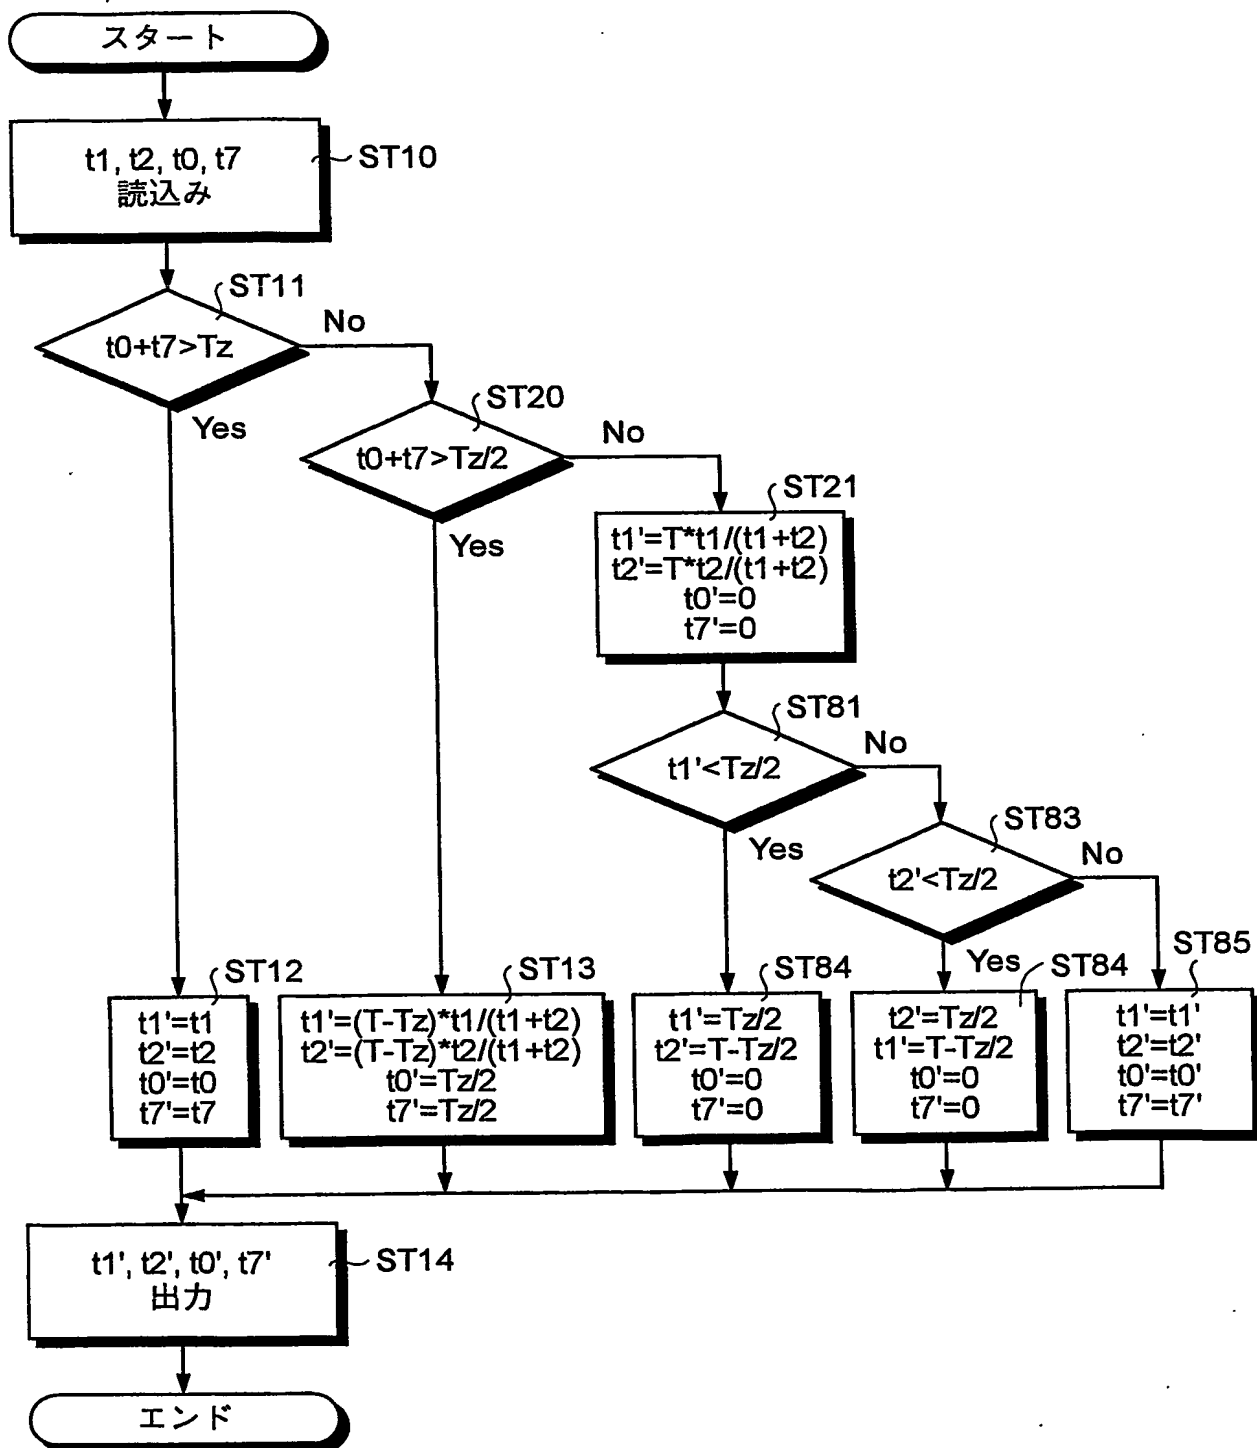 スタート
t1, t2, t0, t7
読込み
ST10
ST11
t0+t7>Tz
No
Yes
ST20
t0+t7>Tz/2
No
Yes
ST21
t1'=T*t1/(t1+t2)
t2'=T*t2/(t1+t2)
t0'=0
t7'=0
ST81
t1'<Tz/2
No
Yes
ST83
t2'<Tz/2
No
Yes
ST12
t1'=t1
t2'=t2
t0'=t0
t7'=t7
ST13
t1'=(T-Tz)*t1/(t1+t2)
t2'=(T-Tz)*t2/(t1+t2)
t0'=Tz/2
t7'=Tz/2
ST84
t1'=Tz/2
t2'=T-Tz/2
t0'=0
t7'=0
ST84
t2'=Tz/2
t1'=T-Tz/2
t0'=0
t7'=0
ST85
t1'=t1'
t2'=t2'
t0'=t0'
t7'=t7'
t1', t2', t0', t7'
出力
ST14
エンド